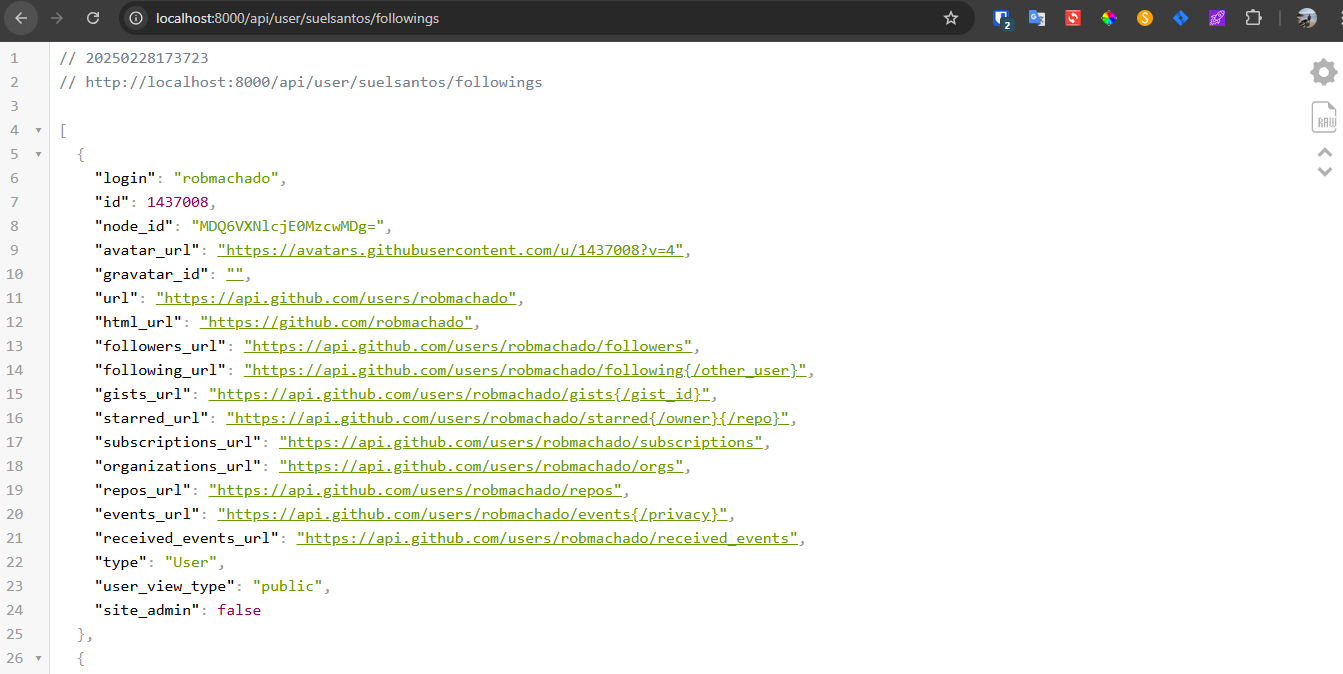 localhost:8000/api/user/suelsantos/followings
2
S
1 // 20250228173723
2 // http://localhost:8000/api/user/suelsantos/followings
3
4 [
5 {
6 "login": "robmachado",
7 "id": 1437008,
8 "node_id": "MDQ6VXNlcjE0MzcwMDg=",
9 "avatar_url": "https://avatars.githubusercontent.com/u/1437008?v=4",
10 "gravatar_id": "",
11 "url": "https://api.github.com/users/robmachado",
12 "html_url": "https://github.com/robmachado",
13 "followers_url": "https://api.github.com/users/robmachado/followers",
14 "following_url": "https://api.github.com/users/robmachado/following{/other_user}",
15 "gists_url": "https://api.github.com/users/robmachado/gists{/gist_id}",
16 "starred_url": "https://api.github.com/users/robmachado/starred{/owner}{/repo}",
17 "subscriptions_url": "https://api.github.com/users/robmachado/subscriptions",
18 "organizations_url": "https://api.github.com/users/robmachado/orgs",
19 "repos_url": "https://api.github.com/users/robmachado/repos",
20 "events_url": "https://api.github.com/users/robmachado/events{/privacy}",
21 "received_events_url": "https://api.github.com/users/robmachado/received_events",
22 "type": "User",
23 "user_view_type": "public",
24 "site_admin": false
25 },
26 {
RAW